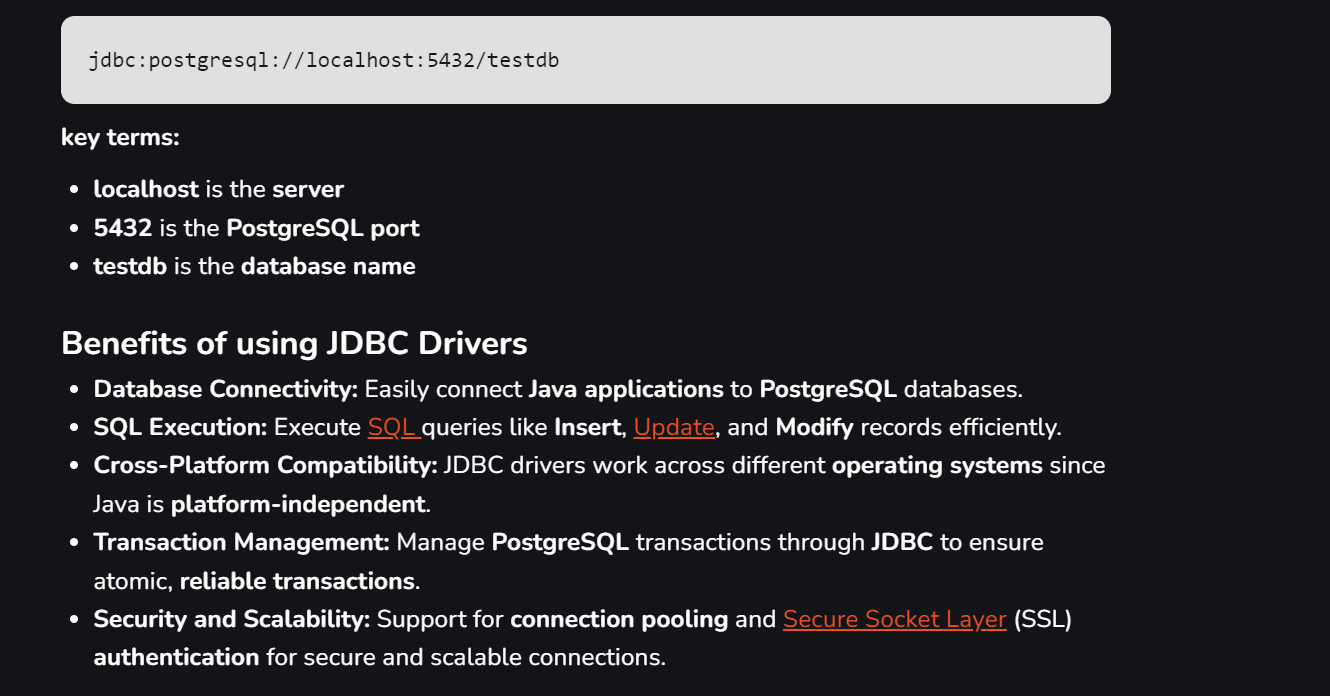 jdbc:postgresql://localhost:5432/testdb
key terms:
localhost is the server
5432 is the PostgreSQL port
testdb is the database name
Benefits of using JDBC Drivers
Database Connectivity: Easily connect Java applications to PostgreSQL databases.
SQL Execution: Execute SQL queries like Insert, Update, and Modify records efficiently.
Cross-Platform Compatibility: JDBC drivers work across different operating systems since
Java is platform-independent.
Transaction Management: Manage PostgreSQL transactions through JDBC to ensure
atomic, reliable transactions.
Security and Scalability: Support for connection pooling and Secure Socket Layer (SSL)
authentication for secure and scalable connections.